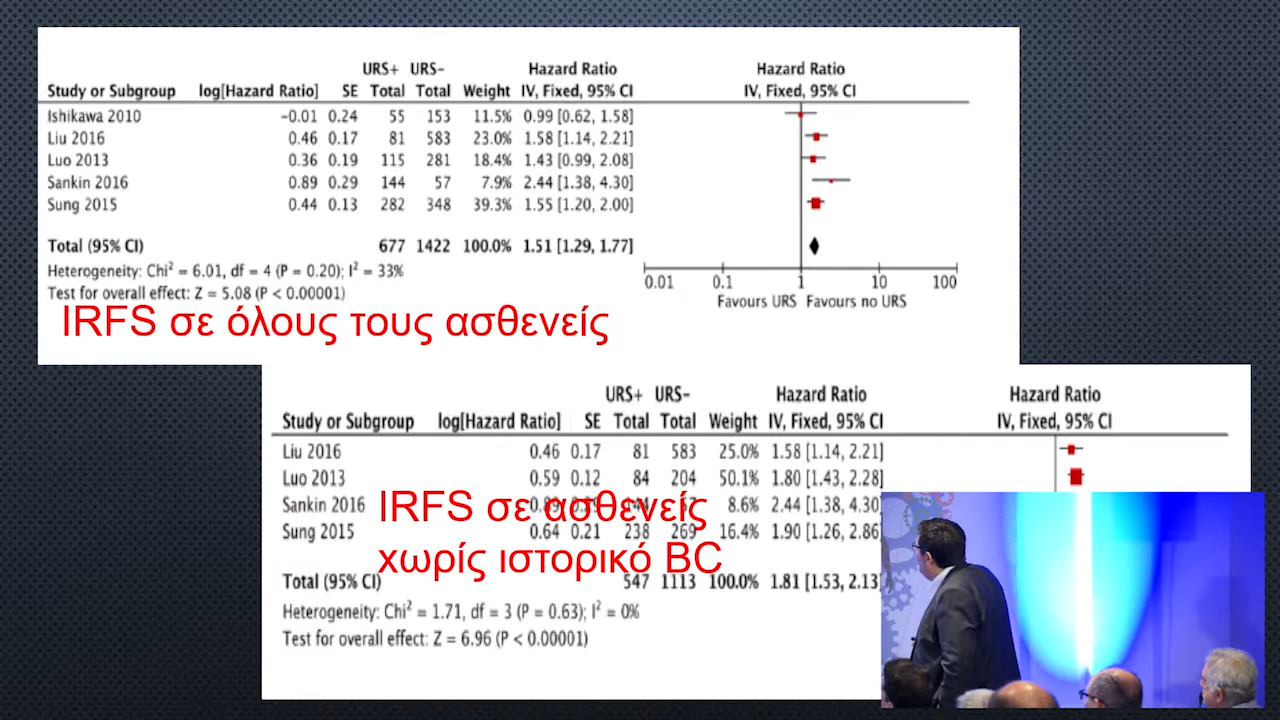 URS+ URS− Hazard Ratio Hazard Ratio
Study or Subgroup log[Hazard Ratio] SE Total Total Weight IV, Fixed, 95% CI IV, Fixed, 95% CI
Ishikawa 2010 −0.01 0.24 55 153 11.5% 0.99 [0.62, 1.58]
Liu 2016 0.46 0.17 81 583 23.0% 1.58 [1.14, 2.21]
Luo 2013 0.36 0.19 115 281 18.4% 1.43 [0.99, 2.08]
Sankin 2016 0.89 0.29 144 57 7.9% 2.44 [1.38, 4.30]
Sung 2015 0.44 0.13 282 348 39.3% 1.55 [1.20, 2.00]
Total (95% CI) 677 1422 100.0% 1.51 [1.29, 1.77]
Heterogeneity: Chi² = 6.01, df = 4 (P = 0.20); I² = 33%
Test for overall effect: Z = 5.08 (P < 0.00001)
0.01 0.1 1 10 100
Favours URS Favours no URS
IRFS σε όλους τους ασθενείς
URS+ URS− Hazard Ratio Hazard Ratio
Study or Subgroup log[Hazard Ratio] SE Total Total Weight IV, Fixed, 95% CI IV, Fixed, 95% CI
Liu 2016 0.46 0.17 81 583 25.0% 1.58 [1.14, 2.21]
Luo 2013 0.59 0.12 84 204 50.1% 1.80 [1.43, 2.28]
Sankin 2016 8.6% 2.44 [1.38, 4.30]
Sung 2015 0.64 0.21 238 269 16.4% 1.90 [1.26, 2.86]
IRFS σε ασθενείς
χωρίς ιστορικό BC
Total (95% CI) 547 1113 100.0% 1.81 [1.53, 2.13]
Heterogeneity: Chi² = 1.71, df = 3 (P = 0.63); I² = 0%
Test for overall effect: Z = 6.96 (P < 0.00001)